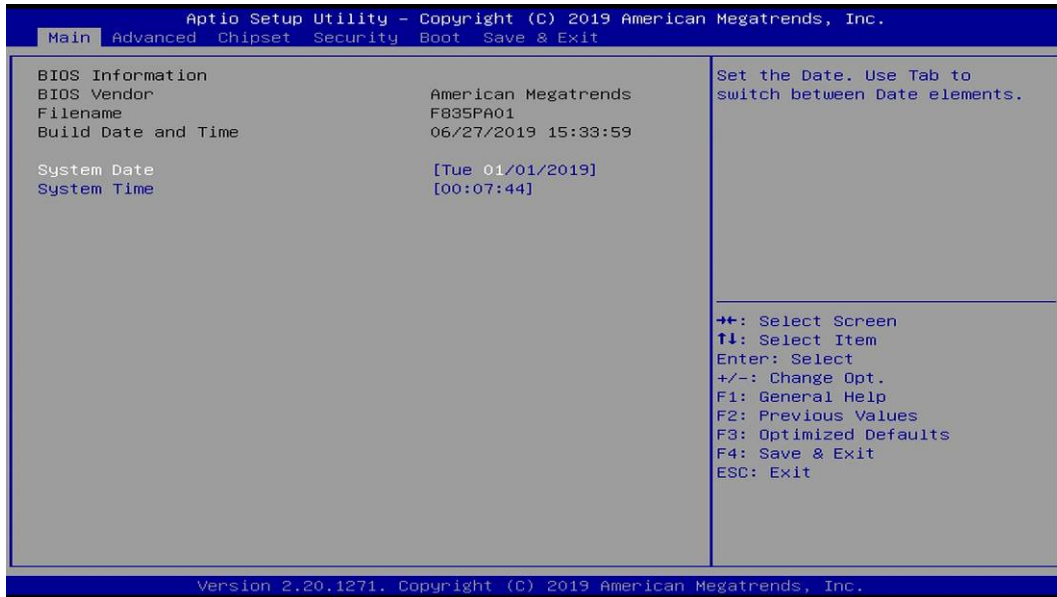 Aptio Setup Utility – Copyright (C) 2019 American Megatrends, Inc.
Main Advanced Chipset Security Boot Save & Exit
BIOS Information
BIOS Vendor American Megatrends
Filename F835PA01
Build Date and Time 06/27/2019 15:33:59
System Date [Tue 01/01/2019]
System Time [00:07:44]
Set the Date. Use Tab to
switch between Date elements.
→←: Select Screen
↑↓: Select Item
Enter: Select
+/-: Change Opt.
F1: General Help
F2: Previous Values
F3: Optimized Defaults
F4: Save & Exit
ESC: Exit
Version 2.20.1271. Copyright (C) 2019 American Megatrends, Inc.